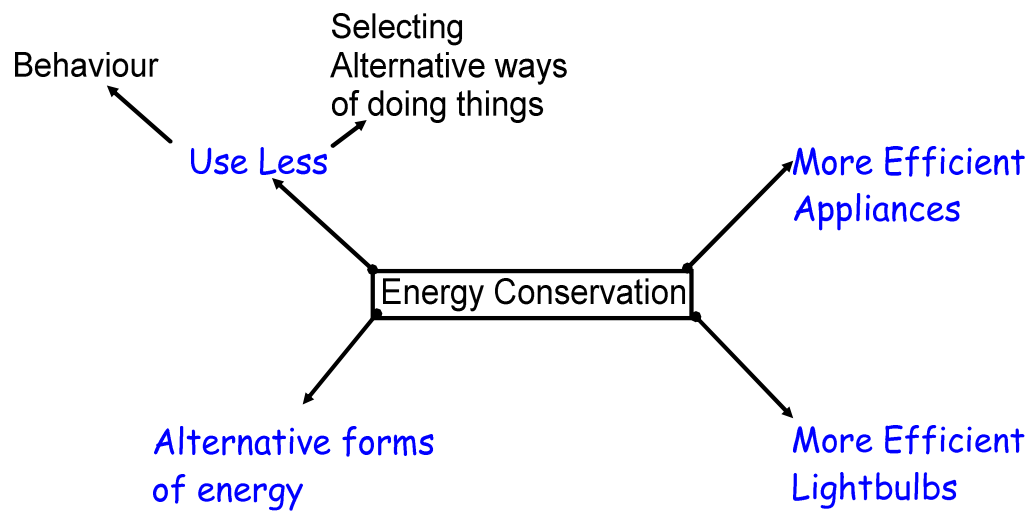 Selecting
Alternative ways
of doing things
Behaviour
Use Less
More Efficient
Appliances
Energy Conservation
Alternative forms
of energy
More Efficient
Lightbulbs